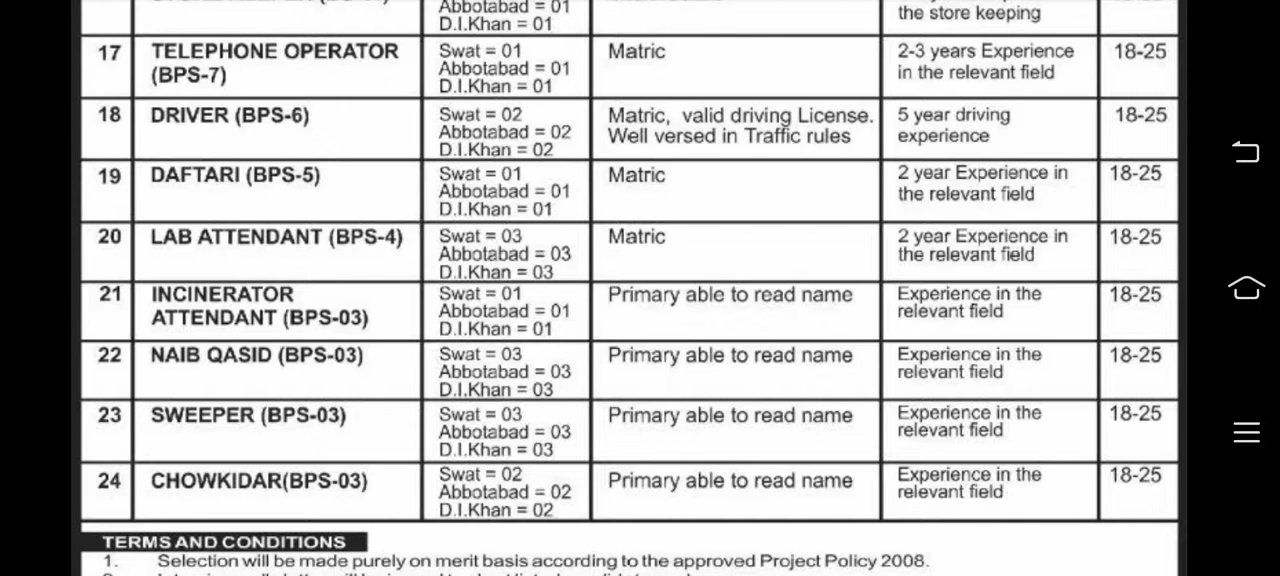 Abbotabad = 01
D.I.Khan = 01
the store keeping
17
TELEPHONE OPERATOR
(BPS-7)
Swat = 01
Abbotabad = 01
D.I.Khan = 01
Matric
2-3 years Experience
in the relevant field
18-25
18
DRIVER (BPS-6)
Swat = 02
Abbotabad = 02
D.I.Khan = 02
Matric, valid driving License.
Well versed in Traffic rules
5 year driving
experience
18-25
19
DAFTARI (BPS-5)
Swat = 01
Abbotabad = 01
D.I.Khan = 01
Matric
2 year Experience in
the relevant field
18-25
20
LAB ATTENDANT (BPS-4)
Swat = 03
Abbotabad = 03
D.I.Khan = 03
Matric
2 year Experience in
the relevant field
18-25
21
INCINERATOR
ATTENDANT (BPS-03)
Swat = 01
Abbotabad = 01
D.I.Khan = 01
Primary able to read name
Experience in the
relevant field
18-25
22
NAIB QASID (BPS-03)
Swat = 03
Abbotabad = 03
D.I.Khan = 03
Primary able to read name
Experience in the
relevant field
18-25
23
SWEEPER (BPS-03)
Swat = 03
Abbotabad = 03
D.I.Khan = 03
Primary able to read name
Experience in the
relevant field
18-25
24
CHOWKIDAR(BPS-03)
Swat = 02
Abbotabad = 02
D.I.Khan = 02
Primary able to read name
Experience in the
relevant field
18-25
TERMS AND CONDITIONS
1. Selection will be made purely on merit basis according to the approved Project Policy 2008.